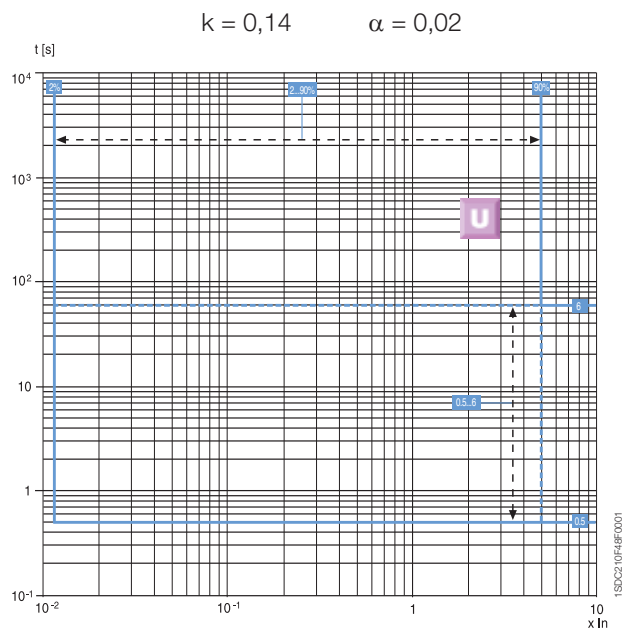 k = 0,14 α = 0,02
t [s]
10⁴
2%
2...90%
90%
10³
U
10²
6
10
0.5...6
1
0.5
10⁻¹
10⁻² 10⁻¹ 1 10
x In
1SDC210F48F0001